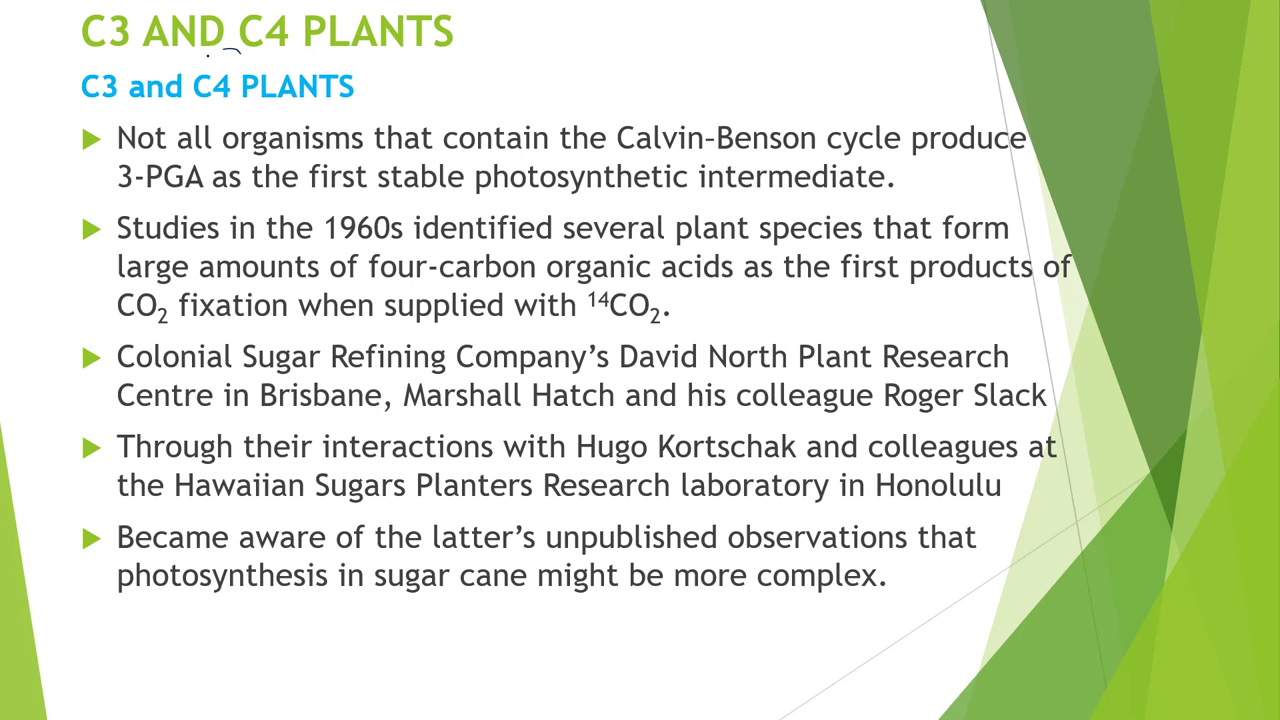 C3 AND C4 PLANTS
C3 and C4 PLANTS
Not all organisms that contain the Calvin–Benson cycle produce
3-PGA as the first stable photosynthetic intermediate.
Studies in the 1960s identified several plant species that form
large amounts of four-carbon organic acids as the first products of
CO₂ fixation when supplied with ¹⁴CO₂.
Colonial Sugar Refining Company’s David North Plant Research
Centre in Brisbane, Marshall Hatch and his colleague Roger Slack
Through their interactions with Hugo Kortschak and colleagues at
the Hawaiian Sugars Planters Research laboratory in Honolulu
Became aware of the latter’s unpublished observations that
photosynthesis in sugar cane might be more complex.